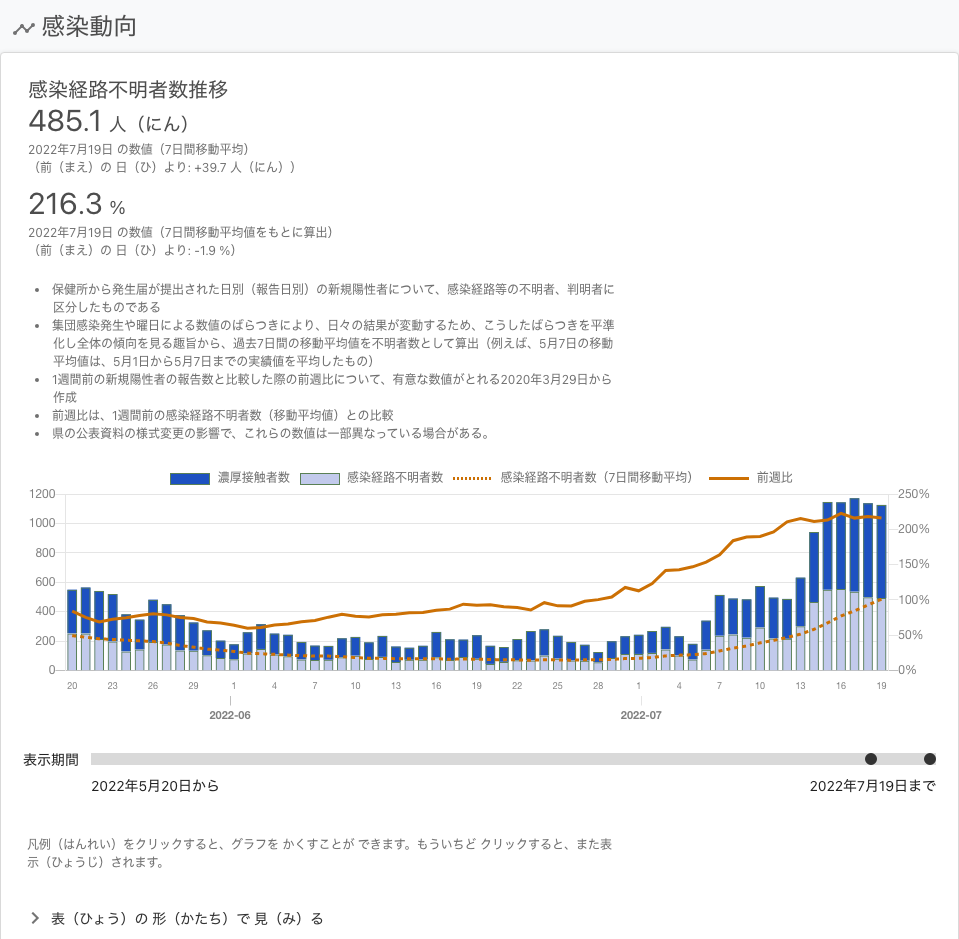 感染動向
感染経路不明者数推移
485.1 人（にん）
2022年7月19日 の数値（7日間移動平均）
（前（まえ）の 日（ひ）より: +39.7 人（にん））
216.3 %
2022年7月19日 の数値（7日間移動平均値をもとに算出）
（前（まえ）の 日（ひ）より: -1.9 %）
• 保健所から発生届が提出された日別（報告日別）の新規陽性者について、感染経路等の不明者、判明者に
区分したものである
• 集団感染発生や曜日による数値のばらつきにより、日々の結果が変動するため、こうしたばらつきを平準
化し全体の傾向を見る趣旨から、過去7日間の移動平均値を不明者数として算出（例えば、5月7日の移動
平均値は、5月1日から5月7日までの実績値を平均したもの）
• 1週間前の新規陽性者の報告数と比較した際の前週比について、有意な数値がとれる2020年3月29日から
作成
• 前週比は、1週間前の感染経路不明者数（移動平均値）との比較
• 県の公表資料の様式変更の影響で、これらの数値は一部異なっている場合がある。
濃厚接触者数 感染経路不明者数 感染経路不明者数（7日間移動平均） 前週比
1200 250%
1000 200%
800 150%
600 100%
400 50%
200 0%
0
20 23 26 29 1 4 7 10 13 16 19 22 25 28 1 4 7 10 13 16 19
2022-06 2022-07
表示期間
2022年5月20日から 2022年7月19日まで
凡例（はんれい）をクリックすると、グラフを かくすことが できます。もういちど クリックすると、また表
示（ひょうじ）されます。
表（ひょう）の 形（かたち）で 見（み）る